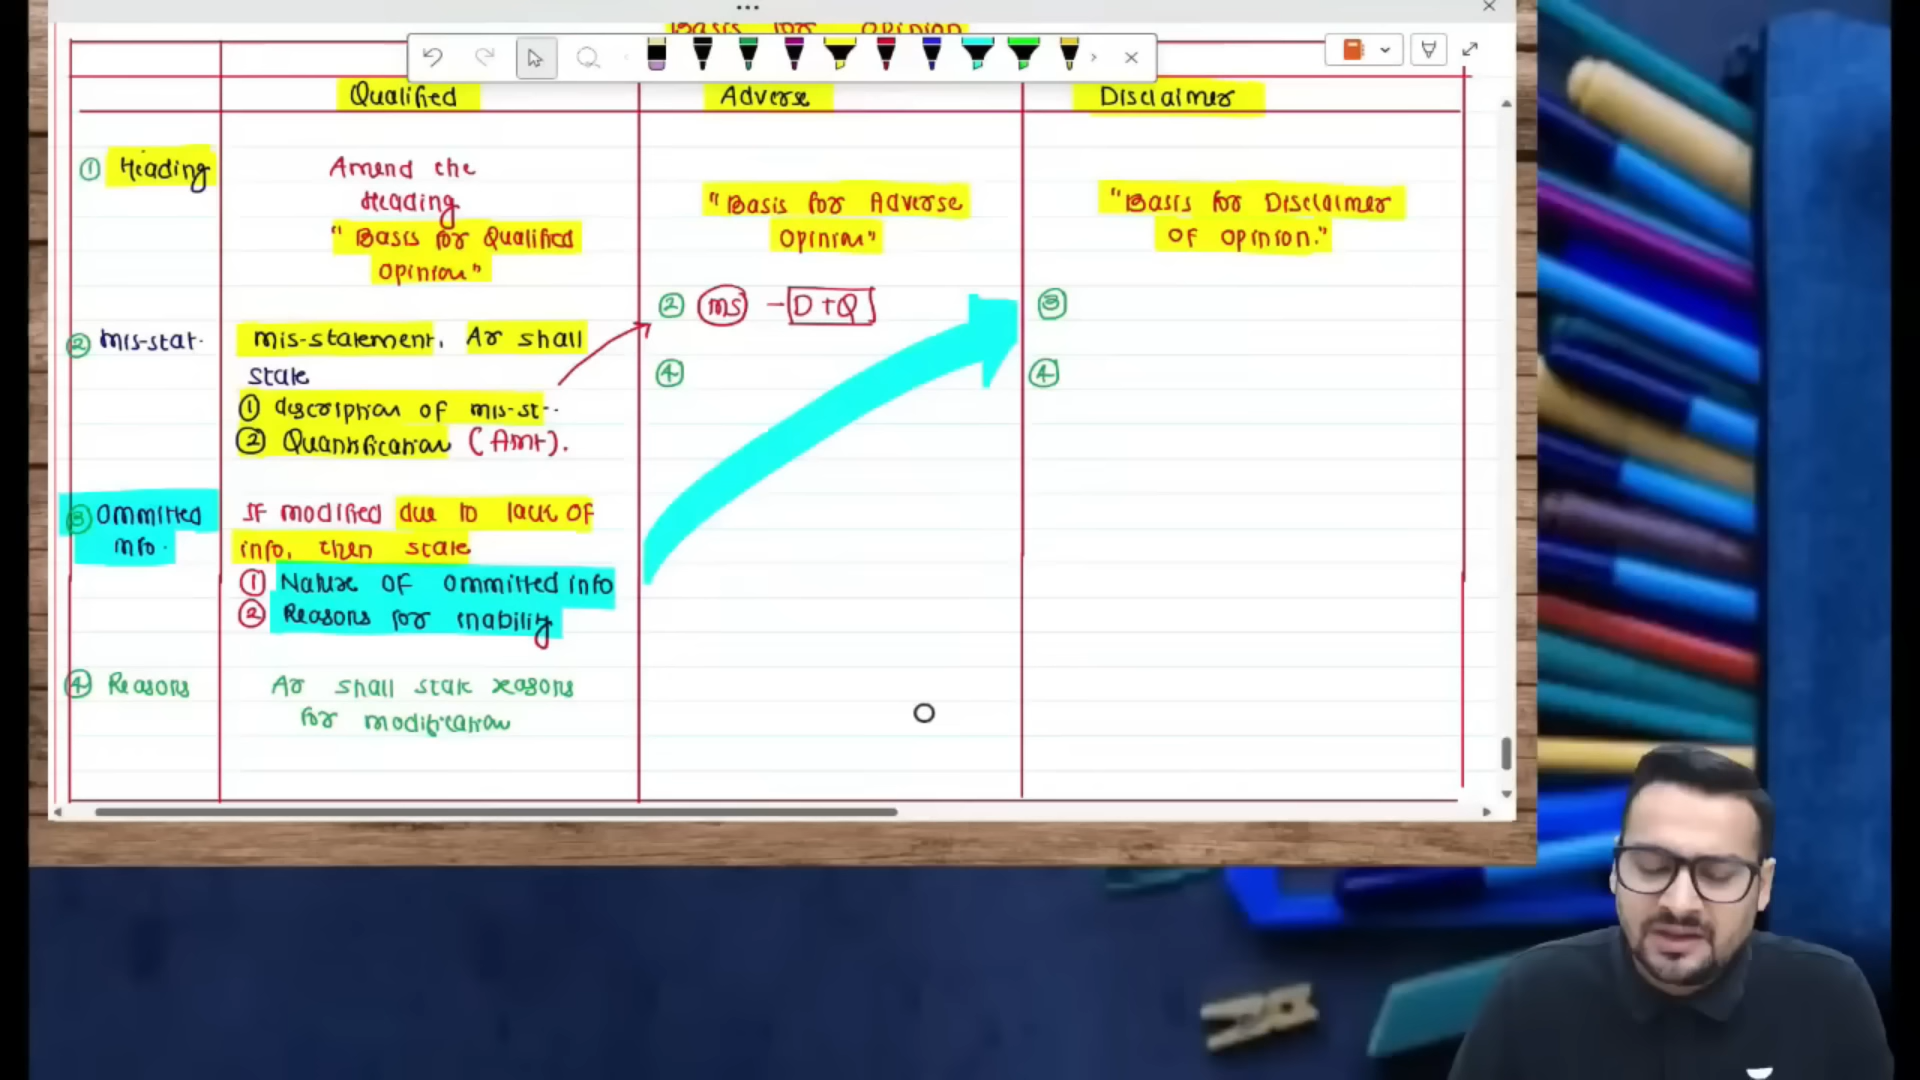 Basis for Opinion
Qualified
Adverse
Disclaimer
① Heading
Amend the
Heading
"Basis for Qualified
Opinion"
"Basis for Adverse
Opinion"
"Basis for Disclaimer
OF Opinion."
② Mis-stat.
mis-statement, Ar shall
state
① description of mis-st--
② Quantification (Amt).
② ms - D+Q
④
③
④
③ Ommitted
info.
If modified due to lack of
info, then state
① Nature OF Ommitted info
② Reasons for inability
④ Reasons
Ar shall state reasons
for modification